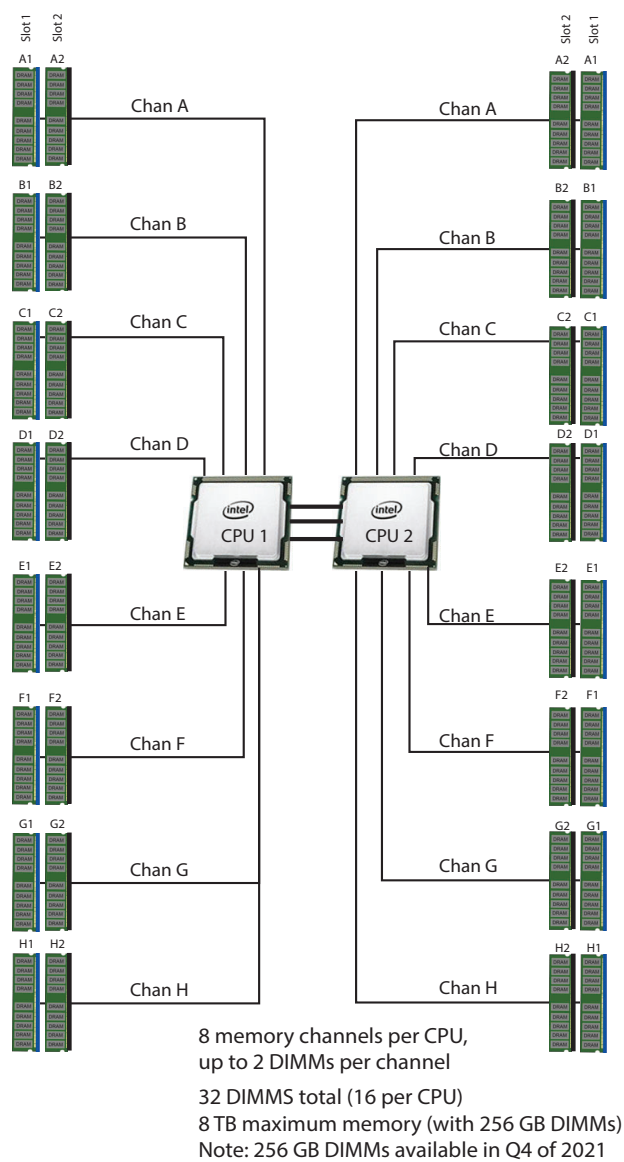 Slot 1
Slot 2
Slot 2
Slot 1
A1 A2
A2 A1
Chan A
Chan A
B1 B2
B2 B1
Chan B
Chan B
C1 C2
C2 C1
Chan C
Chan C
D1 D2
D2 D1
Chan D
Chan D
intel
CPU 1
intel
CPU 2
E1 E2
E2 E1
Chan E
Chan E
F1 F2
F2 F1
Chan F
Chan F
G1 G2
G2 G1
Chan G
Chan G
H1 H2
H2 H1
Chan H
Chan H
8 memory channels per CPU,
up to 2 DIMMs per channel
32 DIMMS total (16 per CPU)
8 TB maximum memory (with 256 GB DIMMs)
Note: 256 GB DIMMs available in Q4 of 2021